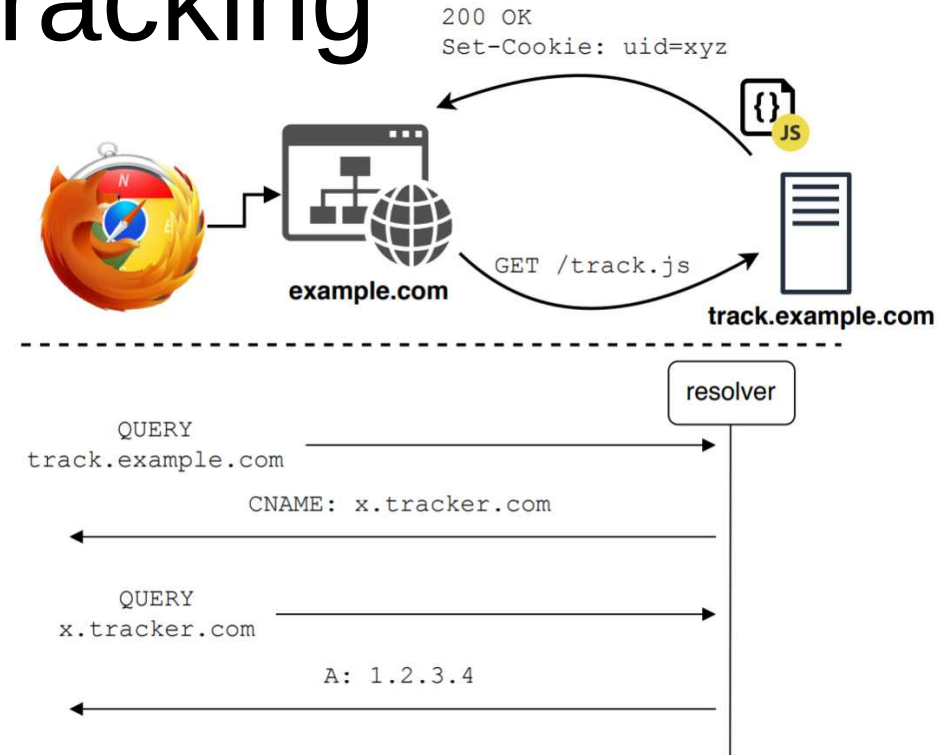 racking
200 OK
Set-Cookie: uid=xyz
{}
JS
N
E
example.com
GET /track.js
track.example.com
resolver
QUERY
track.example.com
CNAME: x.tracker.com
QUERY
x.tracker.com
A: 1.2.3.4